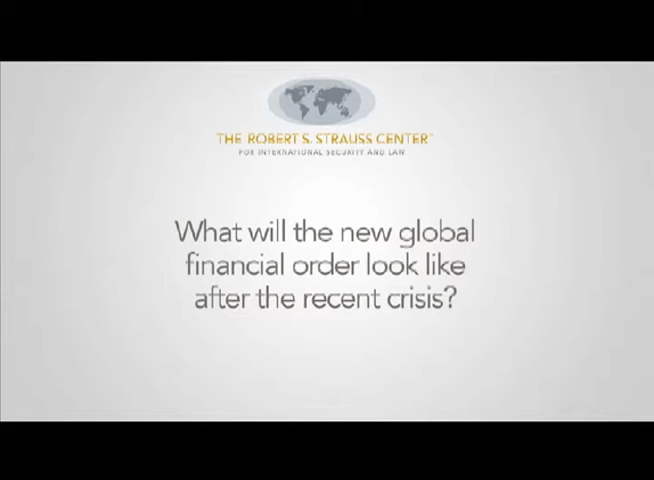 THE ROBERT S. STRAUSS CENTER™
FOR INTERNATIONAL SECURITY AND LAW
What will the new global
financial order look like
after the recent crisis?